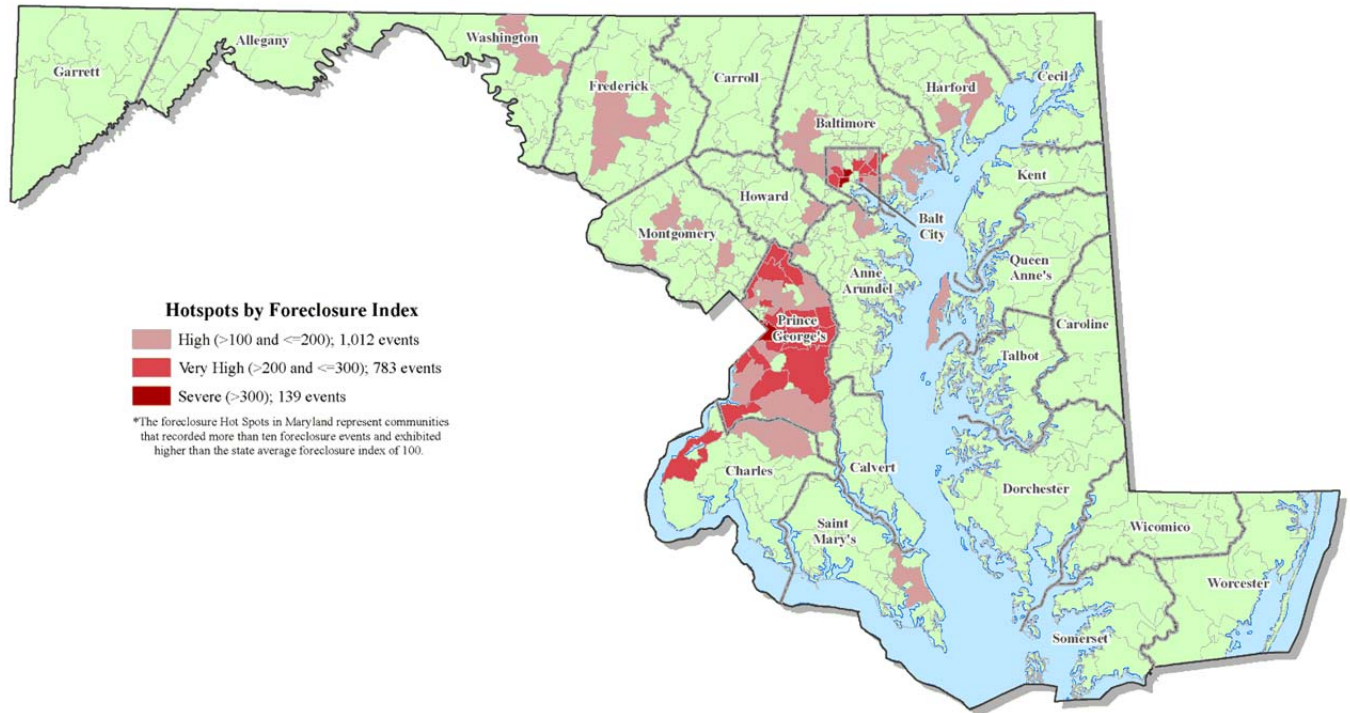 Garrett
Allegany
Washington
Frederick
Carroll
Baltimore
Harford
Cecil
Kent
Howard
Montgomery
Balt
City
Anne
Arundel
Queen
Anne's
Caroline
Talbot
Prince
George's
Hotspots by Foreclosure Index
High (>100 and <=200); 1,012 events
Very High (>200 and <=300); 783 events
Severe (>300); 139 events
*The foreclosure Hot Spots in Maryland represent communities
that recorded more than ten foreclosure events and exhibited
higher than the state average foreclosure index of 100.
Charles
Calvert
Dorchester
Saint
Mary's
Wicomico
Worcester
Somerset